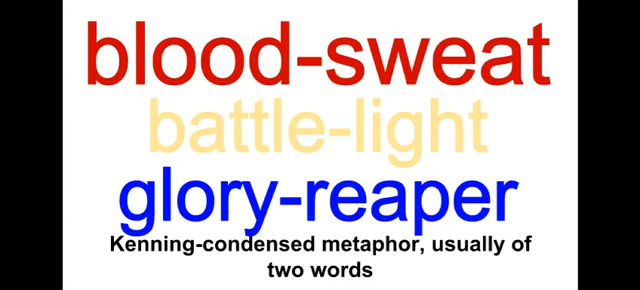 blood-sweat
battle-light
glory-reaper
Kenning-condensed metaphor, usually of
two words